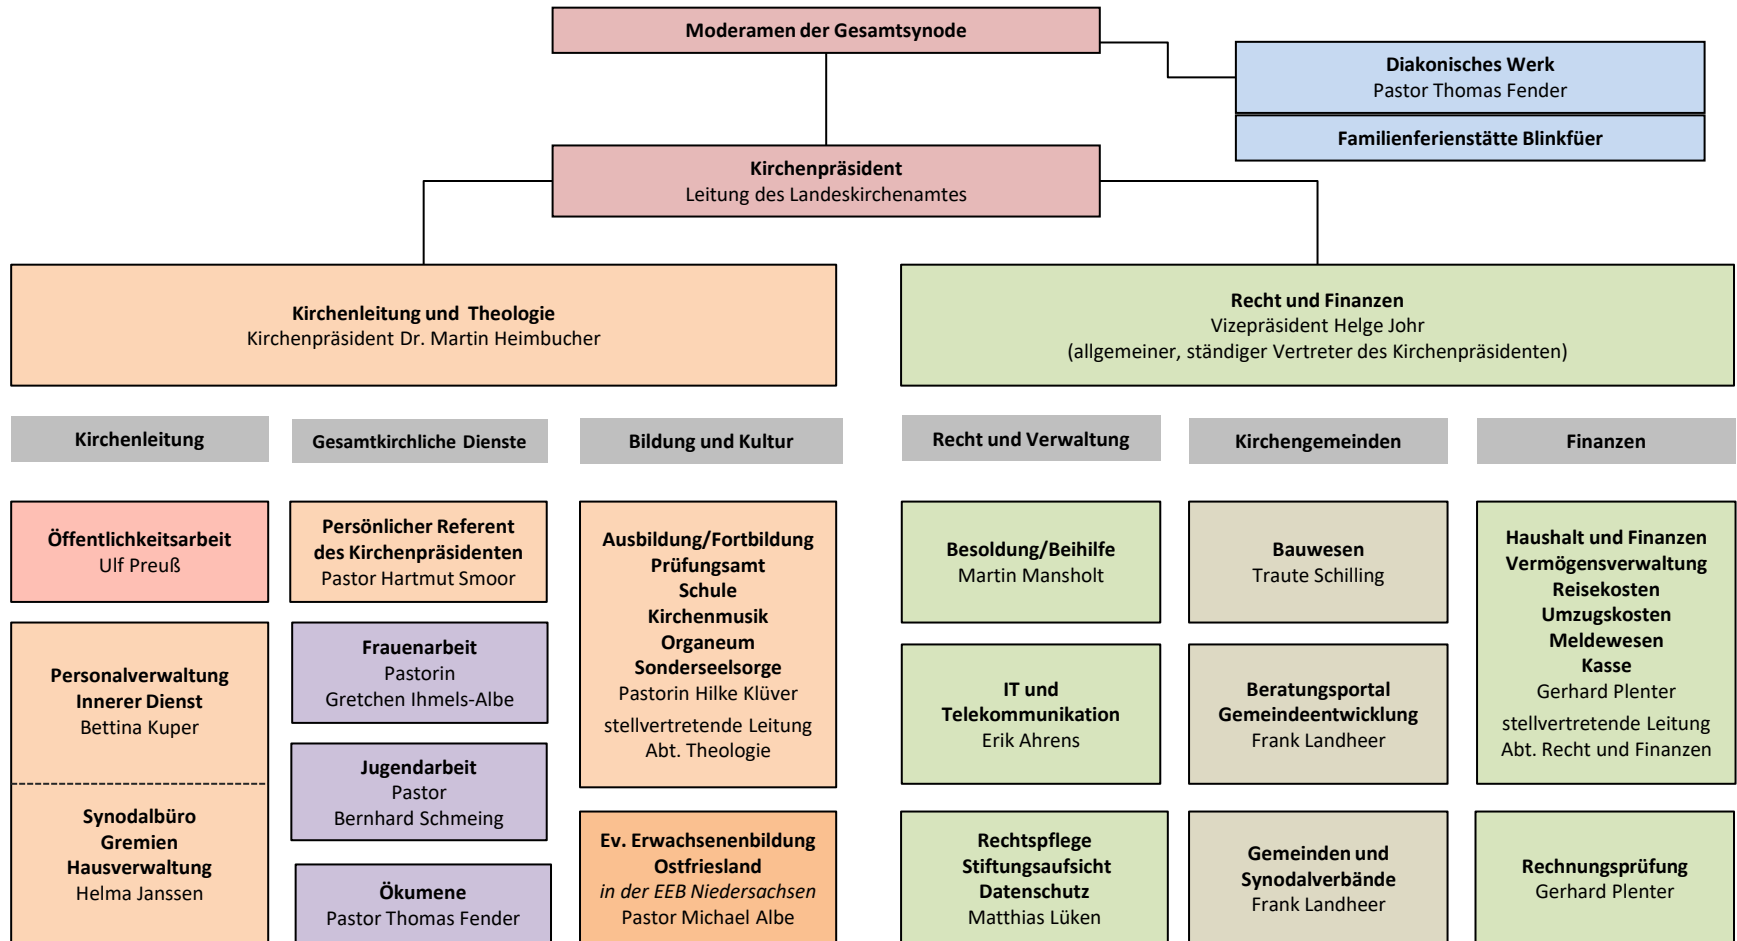 Moderamen der Gesamtsynode
Diakonisches Werk
Pastor Thomas Fender
Familienferienstätte Blinkfüer
Kirchenpräsident
Leitung des Landeskirchenamtes
Kirchenleitung und Theologie
Kirchenpräsident Dr. Martin Heimbucher
Recht und Finanzen
Vizepräsident Helge Johr
(allgemeiner, ständiger Vertreter des Kirchenpräsidenten)
Kirchenleitung
Gesamtkirchliche Dienste
Bildung und Kultur
Recht und Verwaltung
Kirchengemeinden
Finanzen
Öffentlichkeitsarbeit
Ulf Preuß
Personalverwaltung
Innerer Dienst
Bettina Kuper
Synodalbüro
Gremien
Hausverwaltung
Helma Janssen
Persönlicher Referent
des Kirchenpräsidenten
Pastor Hartmut Smoor
Frauenarbeit
Pastorin
Gretchen Ihmels-Albe
Jugendarbeit
Pastor
Bernhard Schmeing
Ökumene
Pastor Thomas Fender
Ausbildung/Fortbildung
Prüfungsamt
Schule
Kirchenmusik
Organeum
Sonderseelsorge
Pastorin Hilke Klüver
stellvertretende Leitung
Abt. Theologie
Ev. Erwachsenenbildung
Ostfriesland
in der EEB Niedersachsen
Pastor Michael Albe
Besoldung/Beihilfe
Martin Mansholt
IT und
Telekommunikation
Erik Ahrens
Rechtspflege
Stiftungsaufsicht
Datenschutz
Matthias Lüken
Bauwesen
Traute Schilling
Beratungsportal
Gemeindeentwicklung
Frank Landheer
Gemeinden und
Synodalverbände
Frank Landheer
Haushalt und Finanzen
Vermögensverwaltung
Reisekosten
Umzugskosten
Meldewesen
Kasse
Gerhard Plenter
stellvertretende Leitung
Abt. Recht und Finanzen
Rechnungsprüfung
Gerhard Plenter